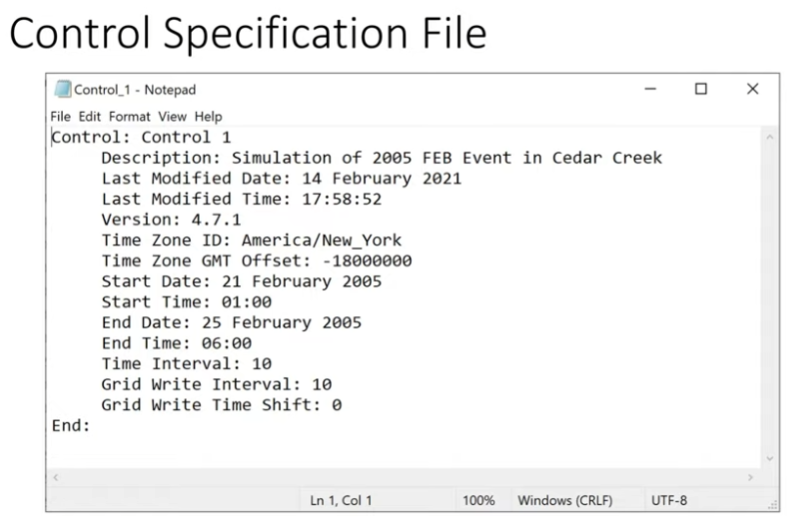 Control Specification File
Control_1 - Notepad
File Edit Format View Help
Control: Control 1
Description: Simulation of 2005 FEB Event in Cedar Creek
Last Modified Date: 14 February 2021
Last Modified Time: 17:58:52
Version: 4.7.1
Time Zone ID: America/New_York
Time Zone GMT Offset: -18000000
Start Date: 21 February 2005
Start Time: 01:00
End Date: 25 February 2005
End Time: 06:00
Time Interval: 10
Grid Write Interval: 10
Grid Write Time Shift: 0
End:
Ln 1, Col 1 100% Windows (CRLF) UTF-8